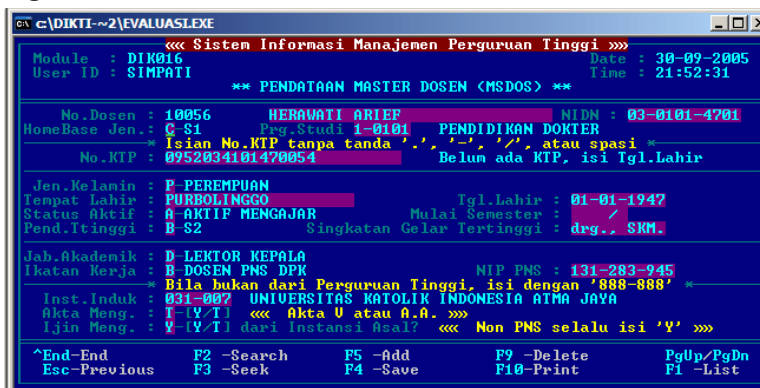 c:\DIKTI-~2\EVALUASI.EXE
«« Sistem Informasi Manajemen Perguruan Tinggi »»
Module : DIK016 Date : 30-09-2005
User ID : SIMPATI Time : 21:52:31
** PENDATAAN MASTER DOSEN (MSDOS) **
No.Dosen : 10056 HERAWATI ARIEF NIDN : 03-0101-4701
HomeBase Jen.: C-S1 Prg.Studi 1-0101 PENDIDIKAN DOKTER
* Isian No.KTP tanpa tanda '.', '-', '/', atau spasi *
No.KTP : 0952034101470054 Belum ada KTP, isi Tgl.Lahir
Jen.Kelamin : P-PEREMPUAN
Tempat Lahir : PURBOLINGGO Tgl.Lahir : 01-01-1947
Status Aktif : A-AKTIF MENGAJAR Mulai Semester : /
Pend.Ttinggi : B-S2 Singkatan Gelar Tertinggi : drg., SKM.
Jab.Akademik : D-LEKTOR KEPALA
Ikatan Kerja : B-DOSEN PNS DPK NIP PNS : 131-283-945
* Bila bukan dari Perguruan Tinggi, isi dengan '888-888' *
Inst.Induk : 031-007 UNIVERSITAS KATOLIK INDONESIA ATMA JAYA
Akta Meng. : T-[Y/T] «« Akta V atau A.A. »»
Ijin Meng. : Y-[Y/T] dari Instansi Asal? «« Non PNS selalu isi 'Y' »»
^End-End F2 -Search F5 -Add F9 -Delete PgUp/PgDn
Esc-Previous F3 -Seek F4 -Save F10-Print F1 -List